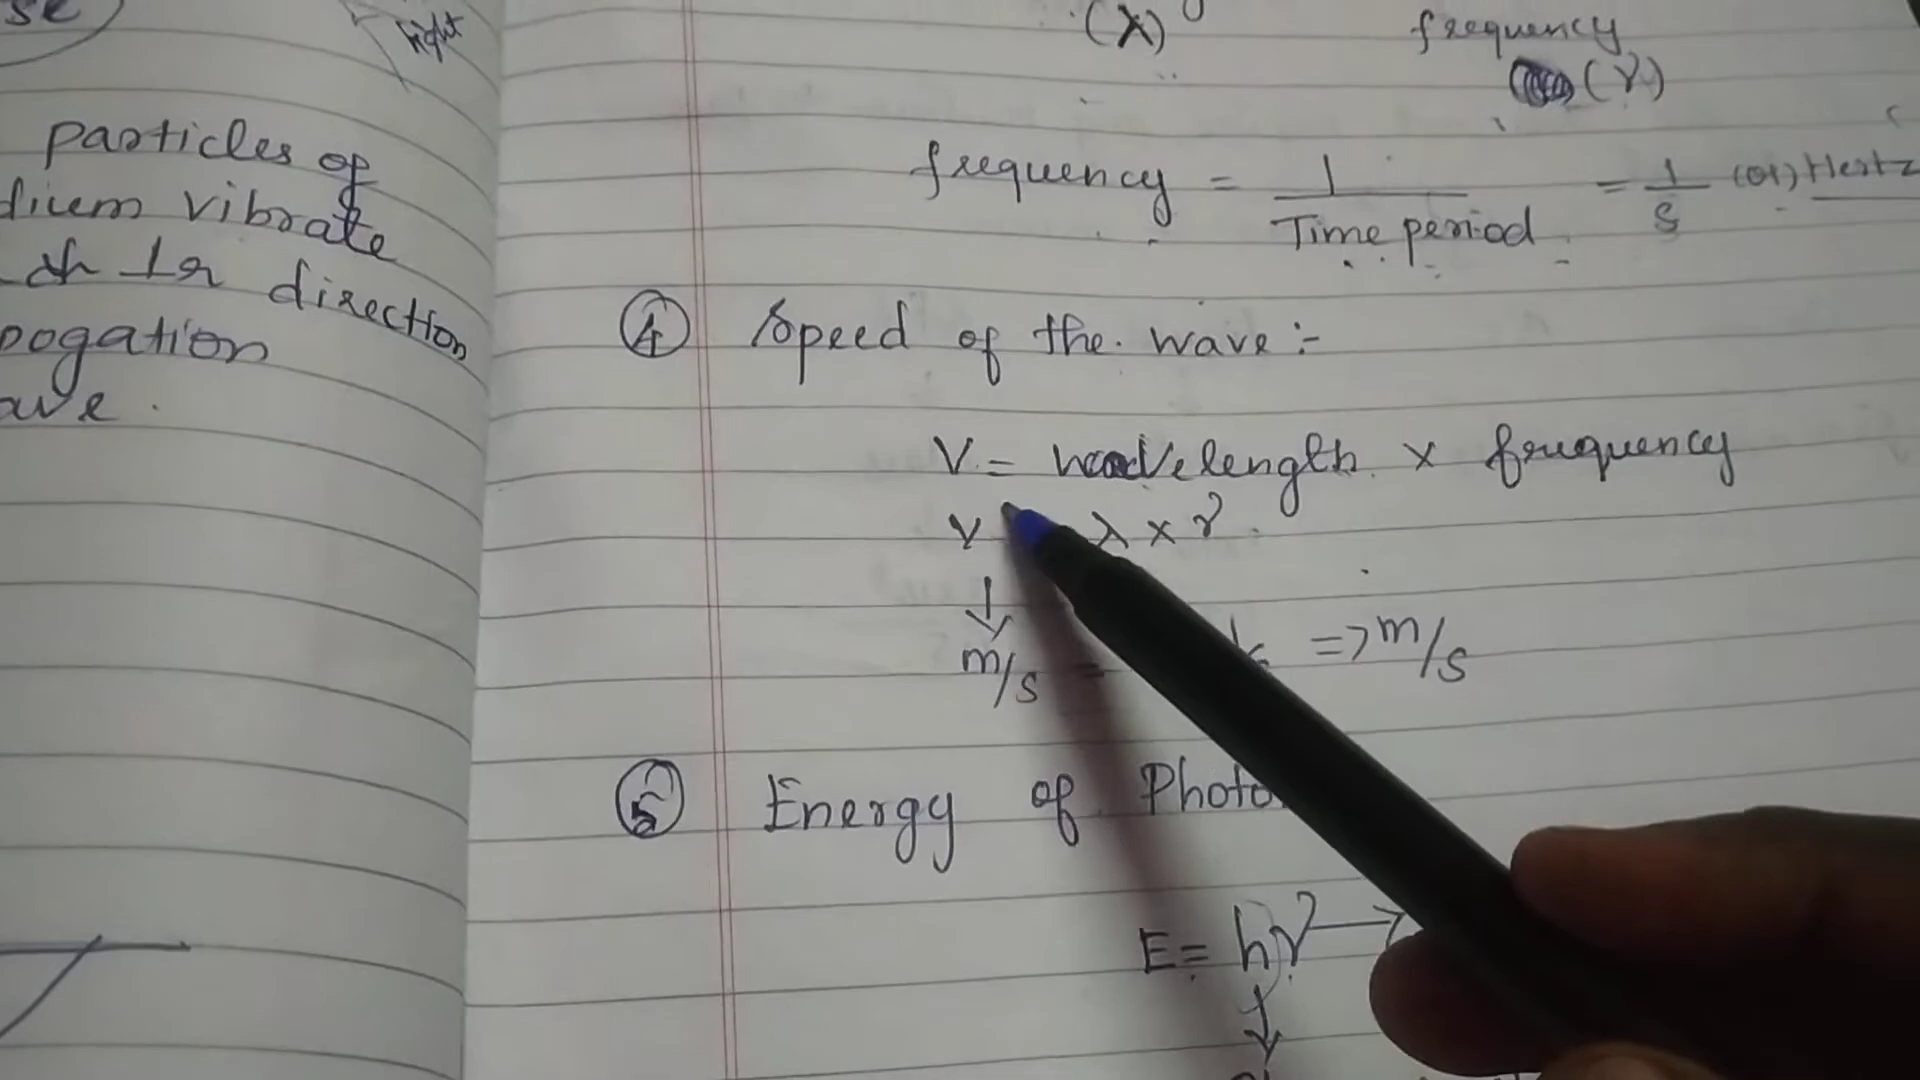 light
particles of
vibrate
direction
(λ)
frequency
(ν)
frequency = 1 / Time period = 1/s (or) Hertz
④ Speed of the wave :-
V = wavelength × frequency
V λ × ν
↓
m/s = => m/s
⑤ Energy of Photo
E = hν →
↓